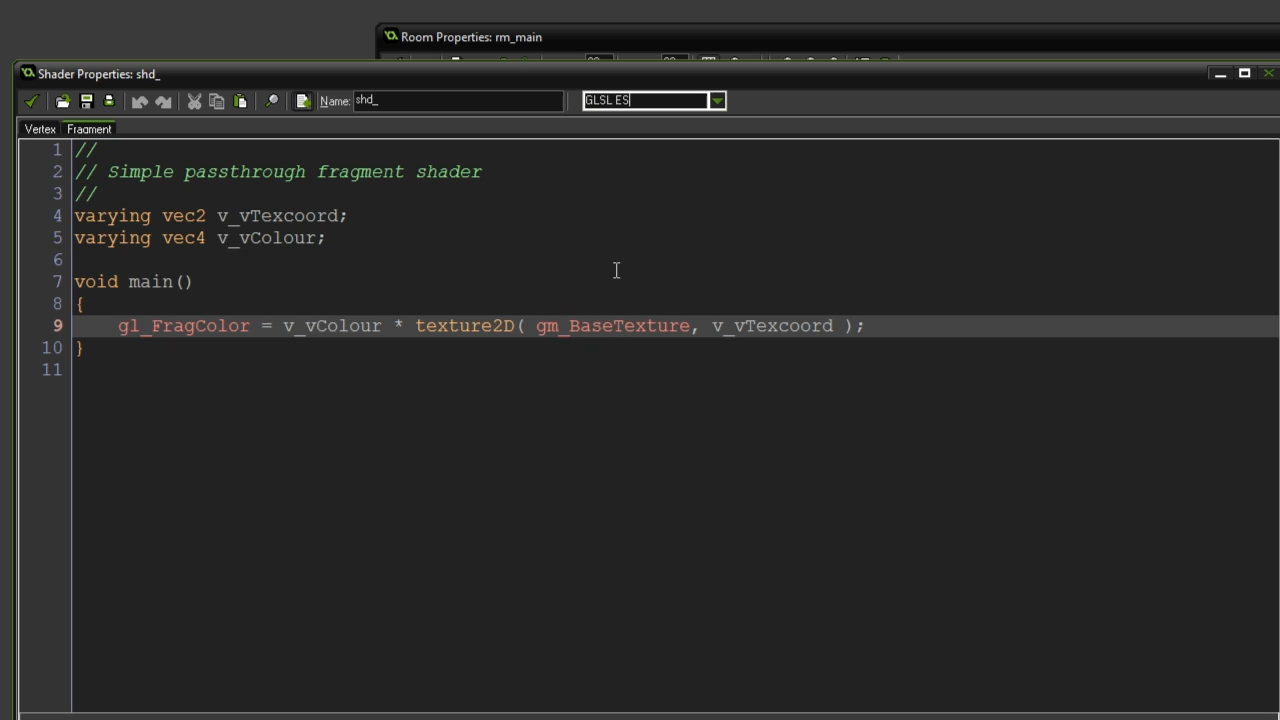 Room Properties: rm_main
Shader Properties: shd_
Name: shd_ GLSL ES
Vertex Fragment
1 //
2 // Simple passthrough fragment shader
3 //
4 varying vec2 v_vTexcoord;
5 varying vec4 v_vColour;
6
7 void main()
8 {
9 gl_FragColor = v_vColour * texture2D( gm_BaseTexture, v_vTexcoord );
10 }
11